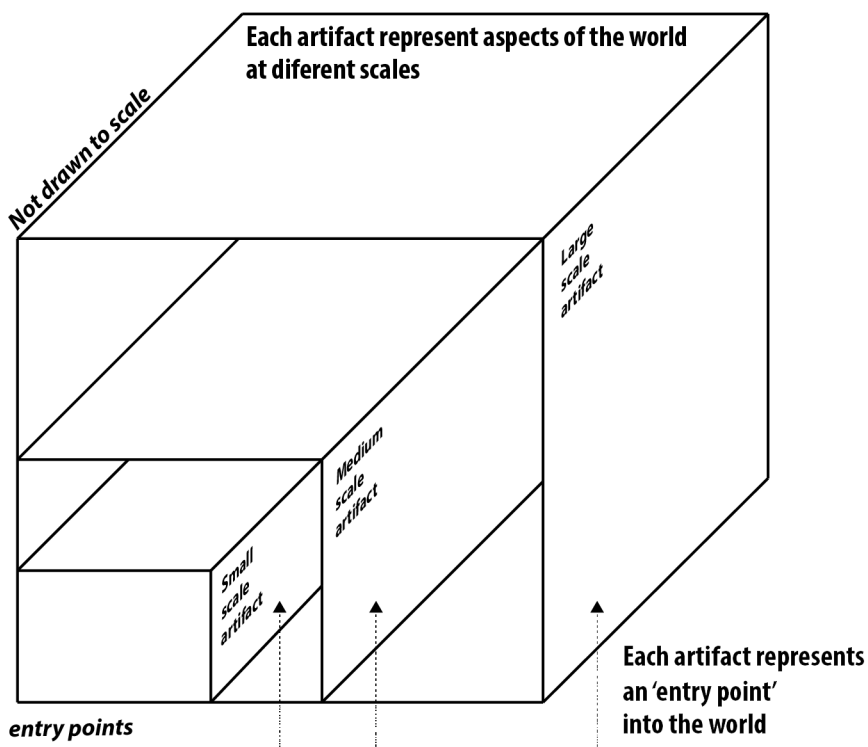 Each artifact represent aspects of the world
at diferent scales
Not drawn to scale
Large
scale
artifact
Medium
scale
artifact
Small
scale
artifact
Each artifact represents
an ‘entry point’
into the world
entry points